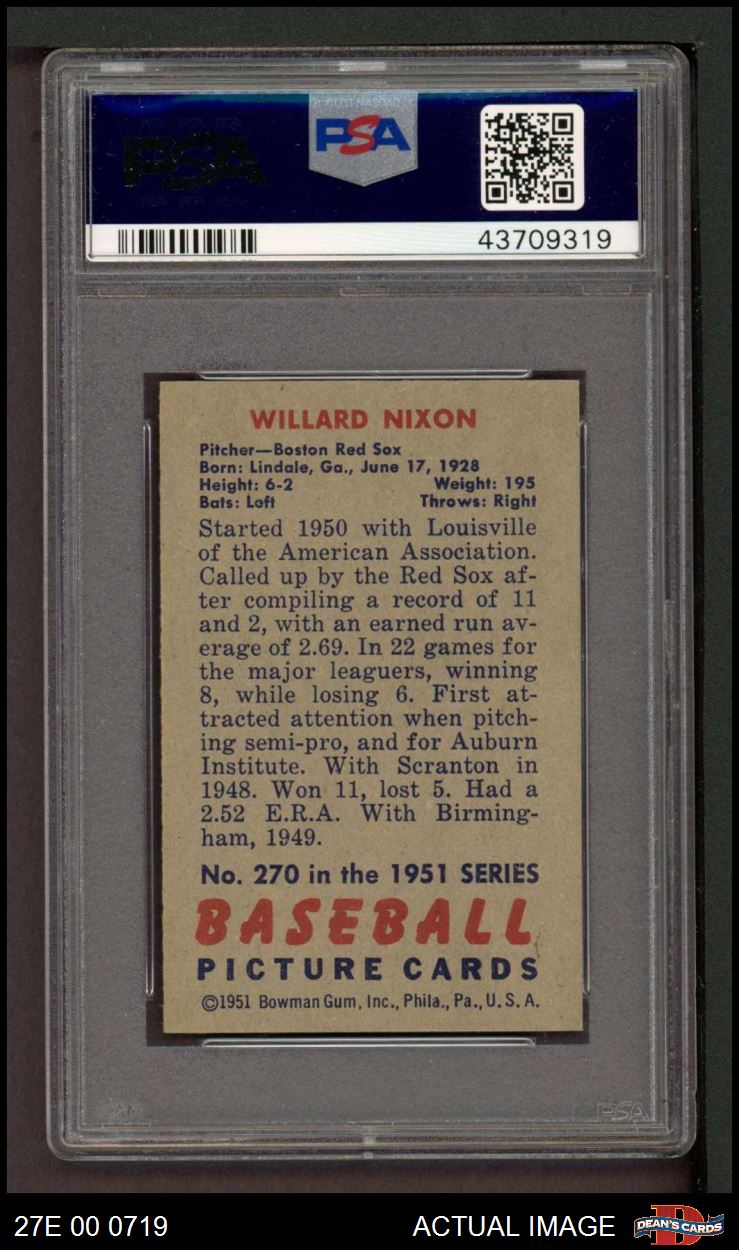 PSA
PSA
43709319
WILLARD NIXON
Pitcher—Boston Red Sox
Born: Lindale, Ga., June 17, 1928
Height: 6-2 Weight: 195
Bats: Left Throws: Right
Started 1950 with Louisville
of the American Association.
Called up by the Red Sox af-
ter compiling a record of 11
and 2, with an earned run av-
erage of 2.69. In 22 games for
the major leaguers, winning
8, while losing 6. First at-
tracted attention when pitch-
ing semi-pro, and for Auburn
Institute. With Scranton in
1948. Won 11, lost 5. Had a
2.52 E.R.A. With Birming-
ham, 1949.
No. 270 in the 1951 SERIES
BASEBALL
PICTURE CARDS
©1951 Bowman Gum, Inc., Phila., Pa., U.S.A.
PSA
27E 00 0719 ACTUAL IMAGE
DEAN'S CARDS